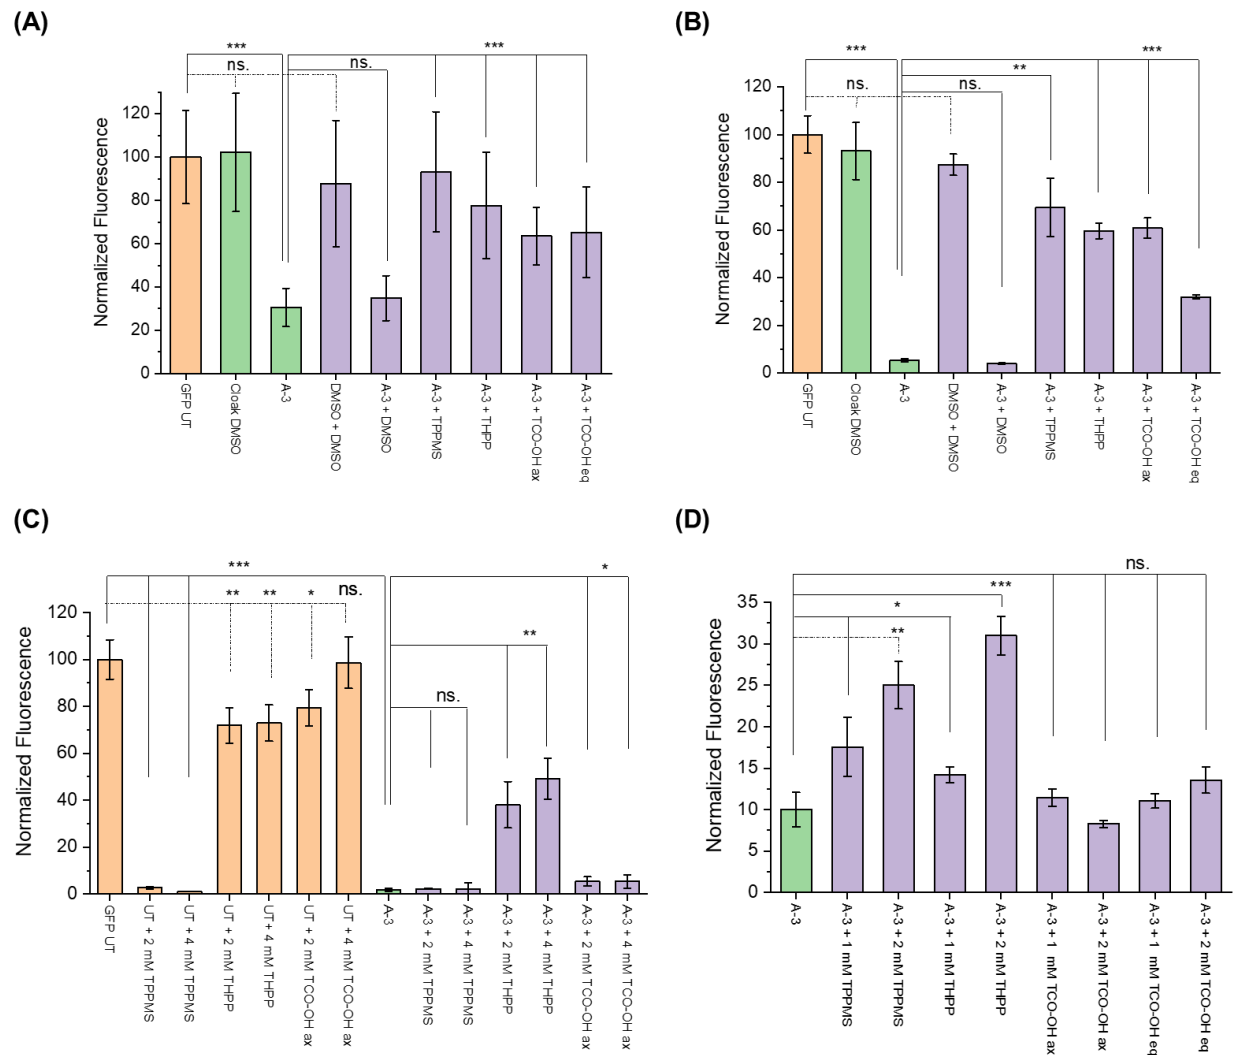 (A)
***
***
ns.
ns.
Normalized Fluorescence
120
100
80
60
40
20
0
GFP UT
Cloak DMSO
A-3
DMSO + DMSO
A-3 + DMSO
A-3 + TPPMS
A-3 + THPP
A-3 + TCO-OH ax
A-3 + TCO-OH eq
(B)
***
***
**
ns.
ns.
Normalized Fluorescence
120
100
80
60
40
20
0
GFP UT
Cloak DMSO
A-3
DMSO + DMSO
A-3 + DMSO
A-3 + TPPMS
A-3 + THPP
A-3 + TCO-OH ax
A-3 + TCO-OH eq
(C)
***
*
** ** * ns.
**
ns.
Normalized Fluorescence
120
100
80
60
40
20
0
GFP UT
UT + 2 mM TPPMS
UT + 4 mM TPPMS
UT + 2 mM THPP
UT + 4 mM THPP
UT + 2 mM TCO-OH ax
UT + 4 mM TCO-OH ax
A-3
A-3 + 2 mM TPPMS
A-3 + 4 mM TPPMS
A-3 + 2 mM THPP
A-3 + 4 mM THPP
A-3 + 2 mM TCO-OH ax
A-3 + 4 mM TCO-OH ax
(D)
ns.
***
*
**
Normalized Fluorescence
35
30
25
20
15
10
5
0
A-3
A-3 + 1 mM TPPMS
A-3 + 2 mM TPPMS
A-3 + 1 mM THPP
A-3 + 2 mM THPP
A-3 + 1 mM TCO-OH ax
A-3 + 2 mM TCO-OH ax
A-3 + 1 mM TCO-OH eq
A-3 + 2 mM TCO-OH eq